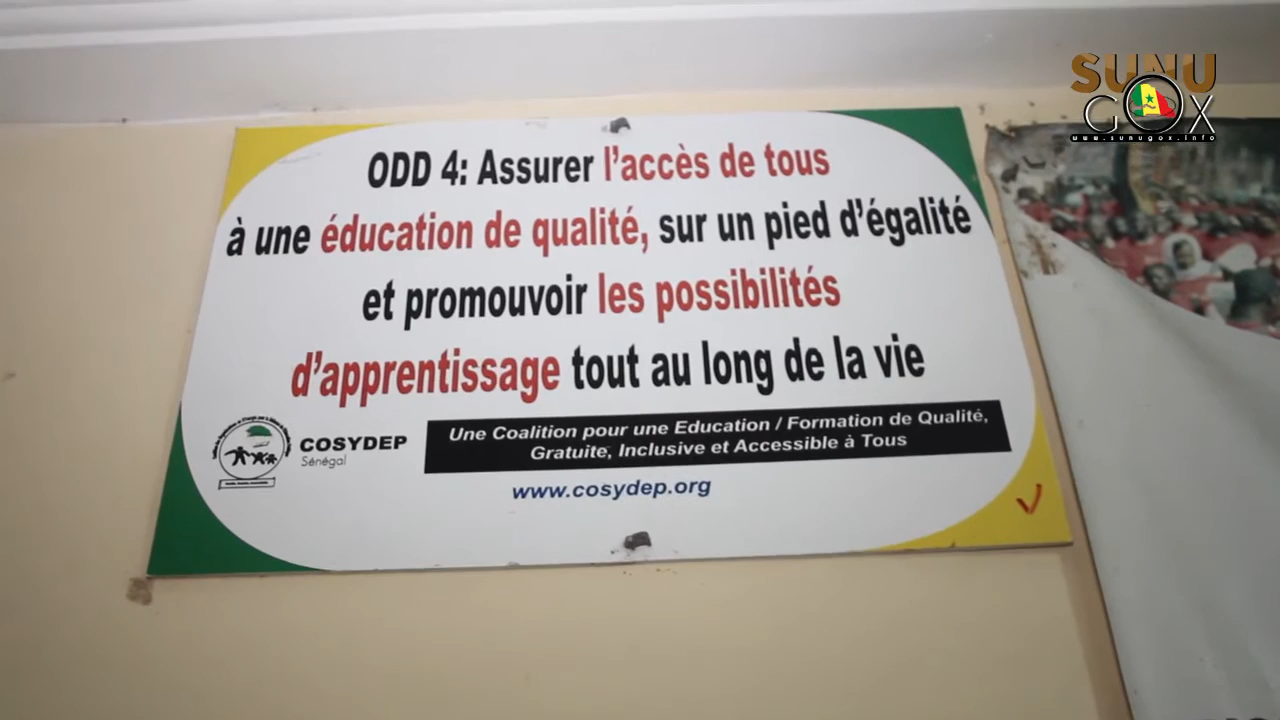 SUNU
GOX
www.sunugox.info
ODD 4: Assurer l'accès de tous
à une éducation de qualité, sur un pied d'égalité
et promouvoir les possibilités
d'apprentissage tout au long de la vie
COSYDEP
Sénégal
Une Coalition pour une Education / Formation de Qualité,
Gratuite, Inclusive et Accessible à Tous
www.cosydep.org